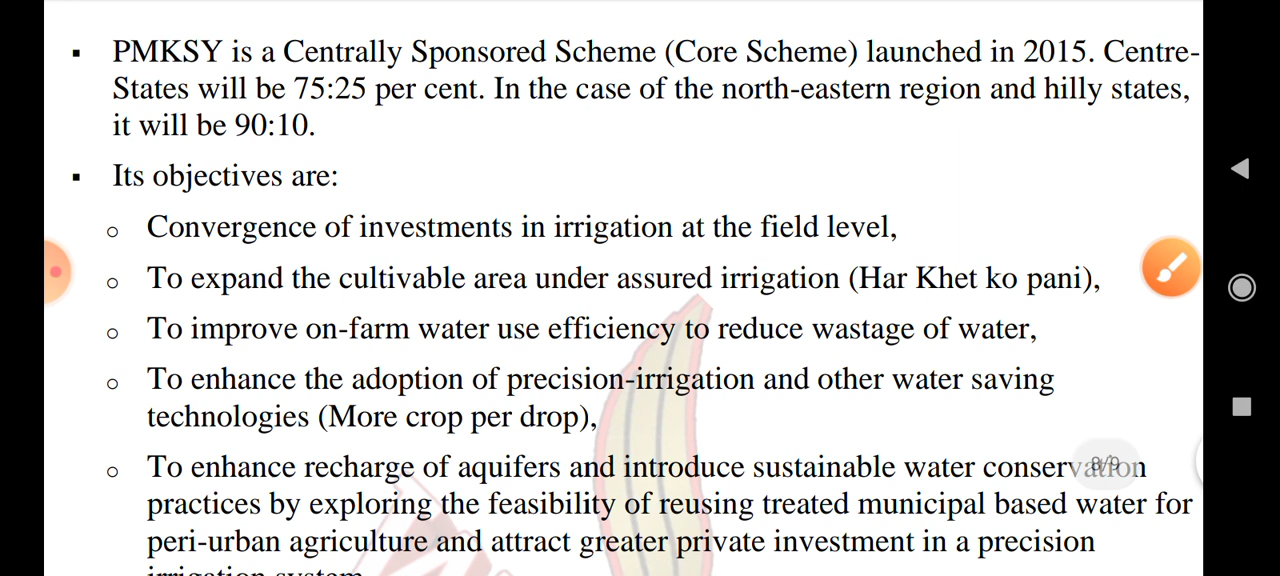 ▪ PMKSY is a Centrally Sponsored Scheme (Core Scheme) launched in 2015. Centre-
States will be 75:25 per cent. In the case of the north-eastern region and hilly states,
it will be 90:10.
▪ Its objectives are:
o Convergence of investments in irrigation at the field level,
o To expand the cultivable area under assured irrigation (Har Khet ko pani),
o To improve on-farm water use efficiency to reduce wastage of water,
o To enhance the adoption of precision-irrigation and other water saving
technologies (More crop per drop),
o To enhance recharge of aquifers and introduce sustainable water conservation
8/9
practices by exploring the feasibility of reusing treated municipal based water for
peri-urban agriculture and attract greater private investment in a precision
irrigation system